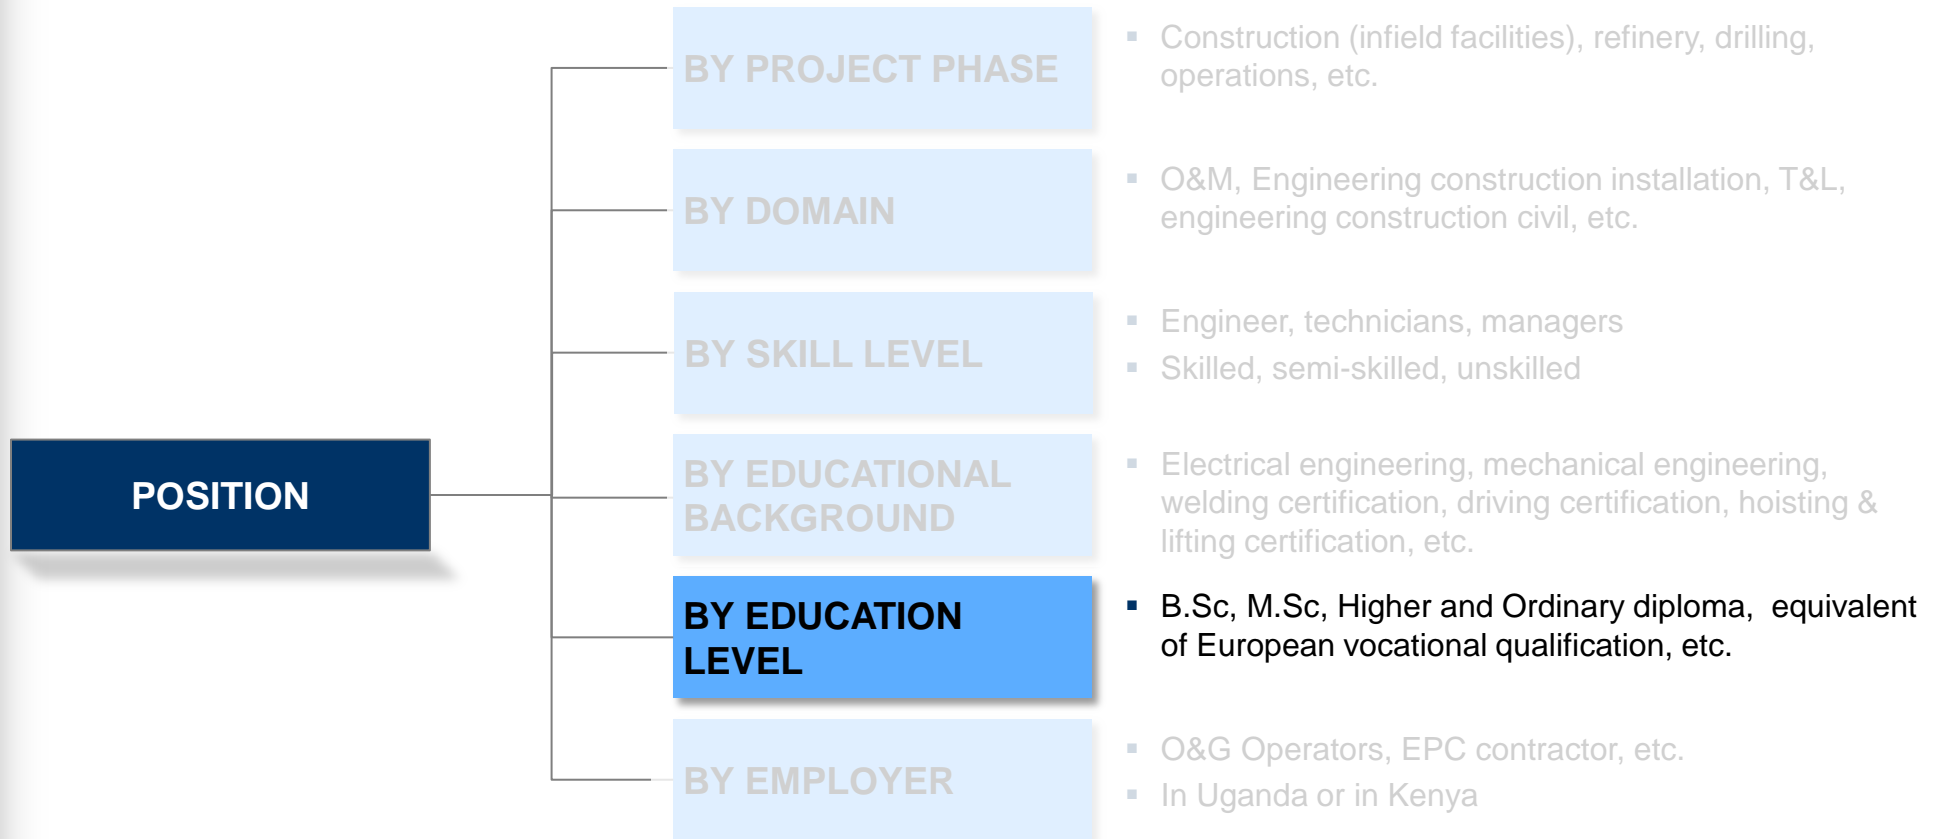 BY PROJECT PHASE
▪ Construction (infield facilities), refinery, drilling,
operations, etc.
BY DOMAIN
▪ O&M, Engineering construction installation, T&L,
engineering construction civil, etc.
BY SKILL LEVEL
▪ Engineer, technicians, managers
▪ Skilled, semi-skilled, unskilled
POSITION
BY EDUCATIONAL
BACKGROUND
▪ Electrical engineering, mechanical engineering,
welding certification, driving certification, hoisting &
lifting certification, etc.
BY EDUCATION
LEVEL
▪ B.Sc, M.Sc, Higher and Ordinary diploma,  equivalent
of European vocational qualification, etc.
BY EMPLOYER
▪ O&G Operators, EPC contractor, etc.
▪ In Uganda or in Kenya